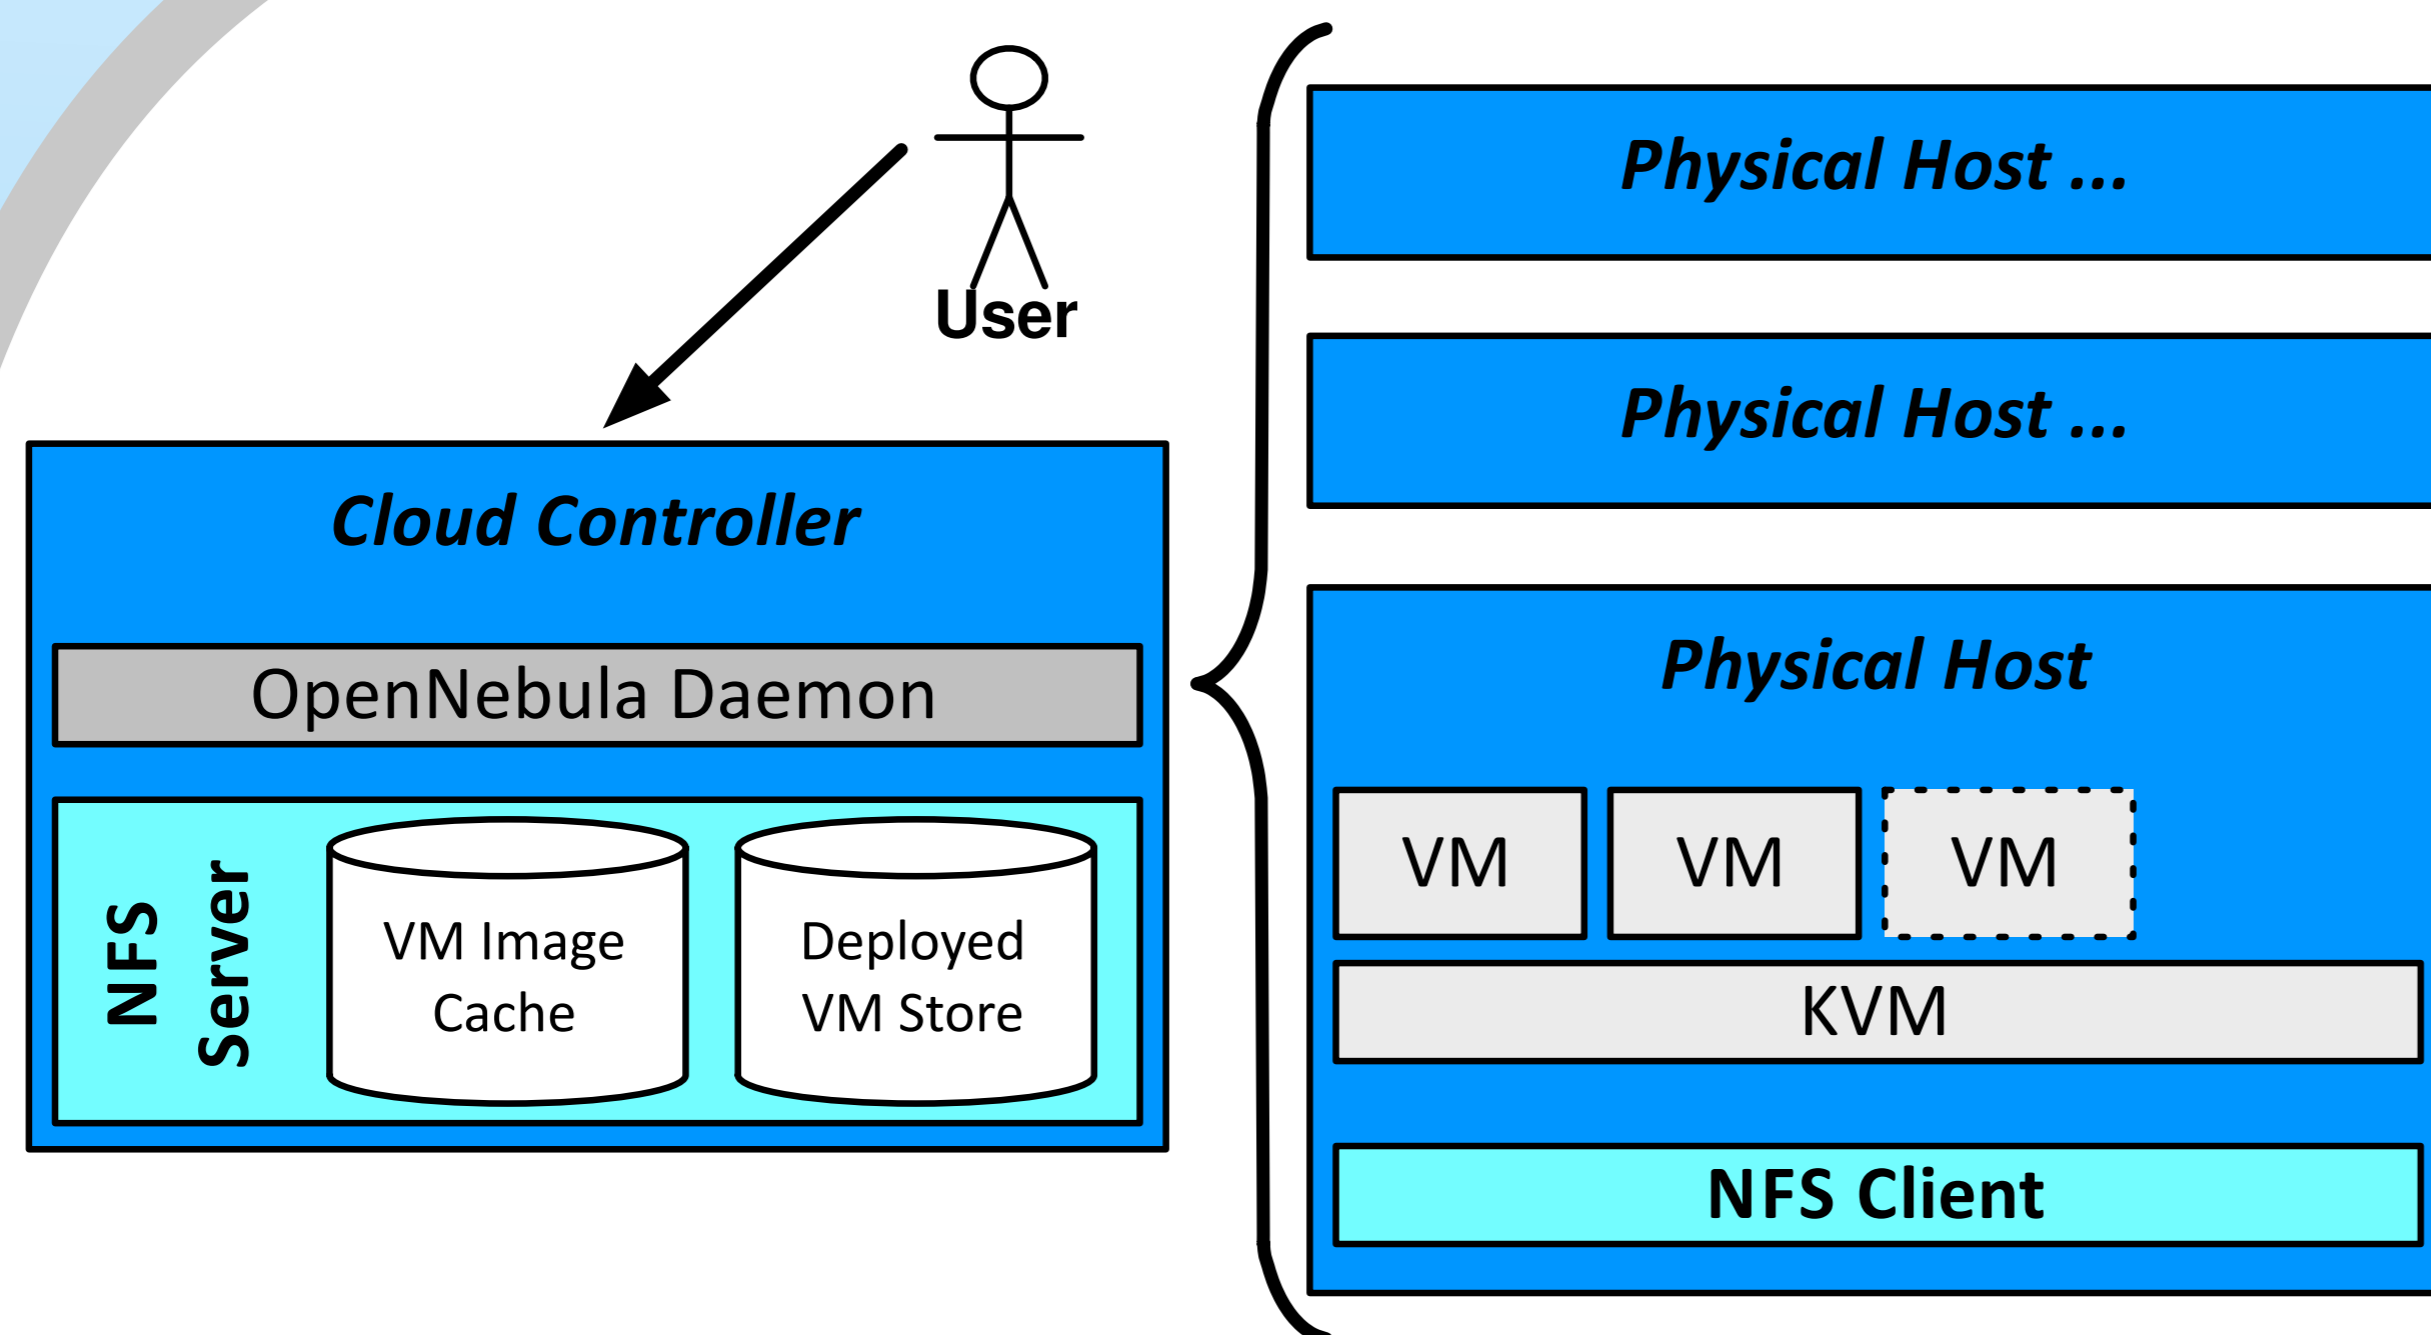 User
Cloud Controller
OpenNebula Daemon
NFS
Server
VM Image
Cache
Deployed
VM Store
Physical Host ...
Physical Host ...
Physical Host
VM
VM
VM
KVM
NFS Client